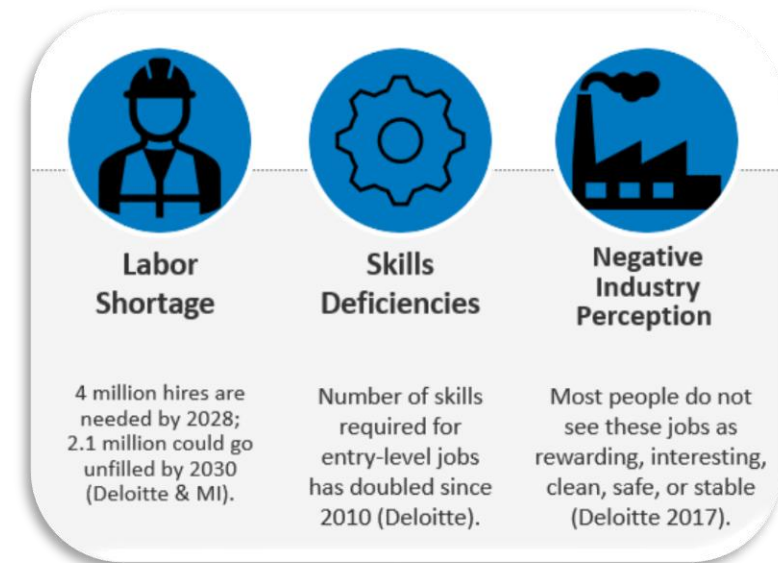 Labor
Shortage
4 million hires are
needed by 2028;
2.1 million could go
unfilled by 2030
(Deloitte & MI).
Skills
Deficiencies
Number of skills
required for
entry-level jobs
has doubled since
2010 (Deloitte).
Negative
Industry
Perception
Most people do not
see these jobs as
rewarding, interesting,
clean, safe, or stable
(Deloitte 2017).